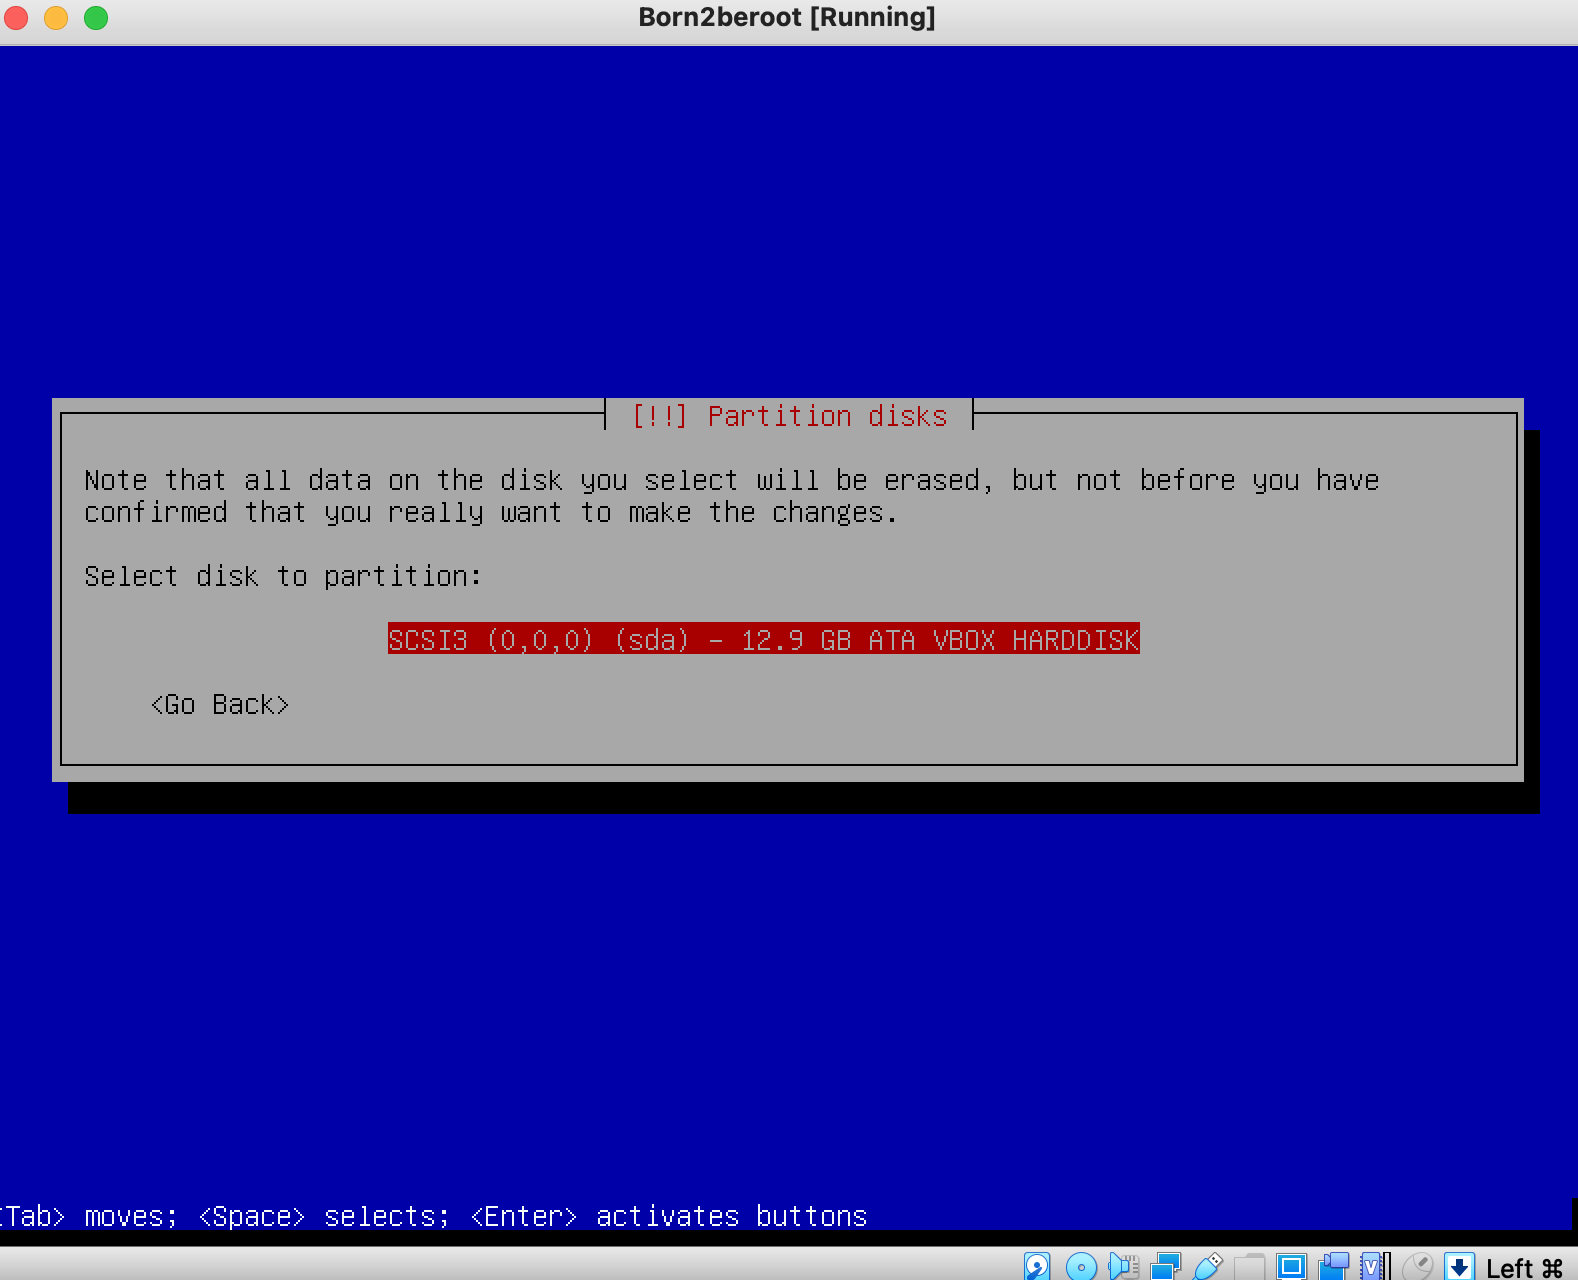 Born2beroot [Running]
[!!] Partition disks
Note that all data on the disk you select will be erased, but not before you have
confirmed that you really want to make the changes.
Select disk to partition:
SCSI3 (0,0,0) (sda) - 12.9 GB ATA VBOX HARDDISK
<Go Back>
Tab> moves; <Space> selects; <Enter> activates buttons
V
Left ⌘